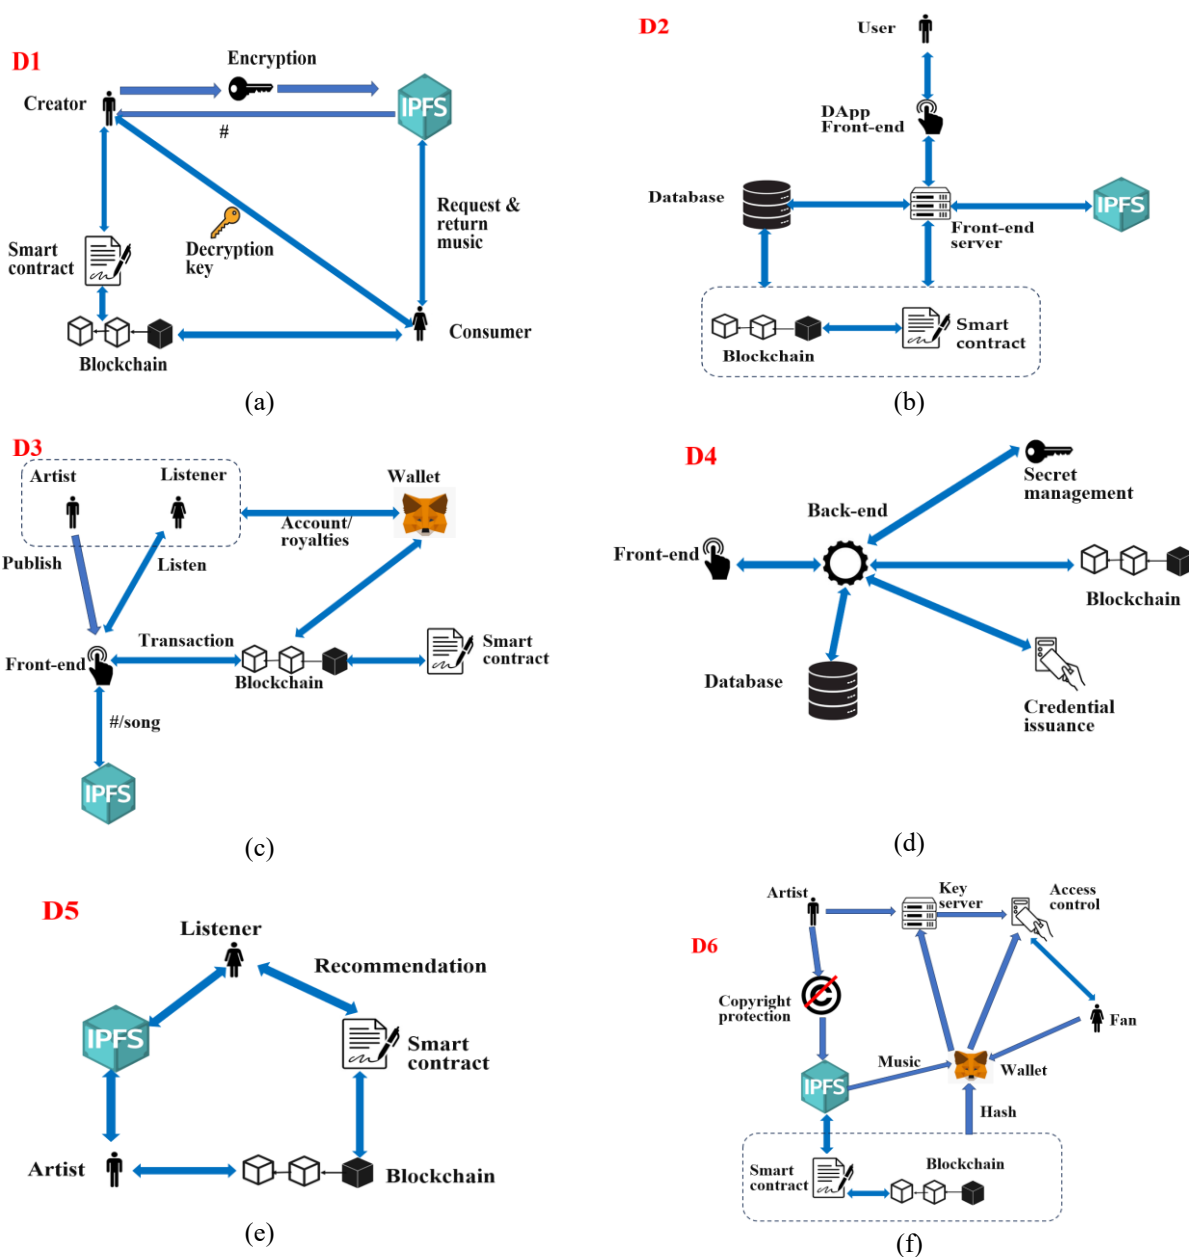 D1
Encryption
Creator
IPFS
#
Request &
return
music
Decryption
key
Smart
contract
Consumer
Blockchain
(a)
D2
User
DApp
Front-end
Database
IPFS
Front-end
server
Blockchain
Smart
contract
(b)
D3
Artist
Listener
Wallet
Account/
royalties
Publish
Listen
Transaction
Front-end
Blockchain
Smart
contract
#/song
IPFS
(c)
D4
Secret
management
Back-end
Front-end
Blockchain
Database
Credential
issuance
(d)
D5
Listener
Recommendation
IPFS
Smart
contract
Artist
Blockchain
(e)
D6
Artist
Key
server
Access
control
Copyright
protection
C
Fan
Music
IPFS
Wallet
Hash
Smart
contract
Blockchain
(f)